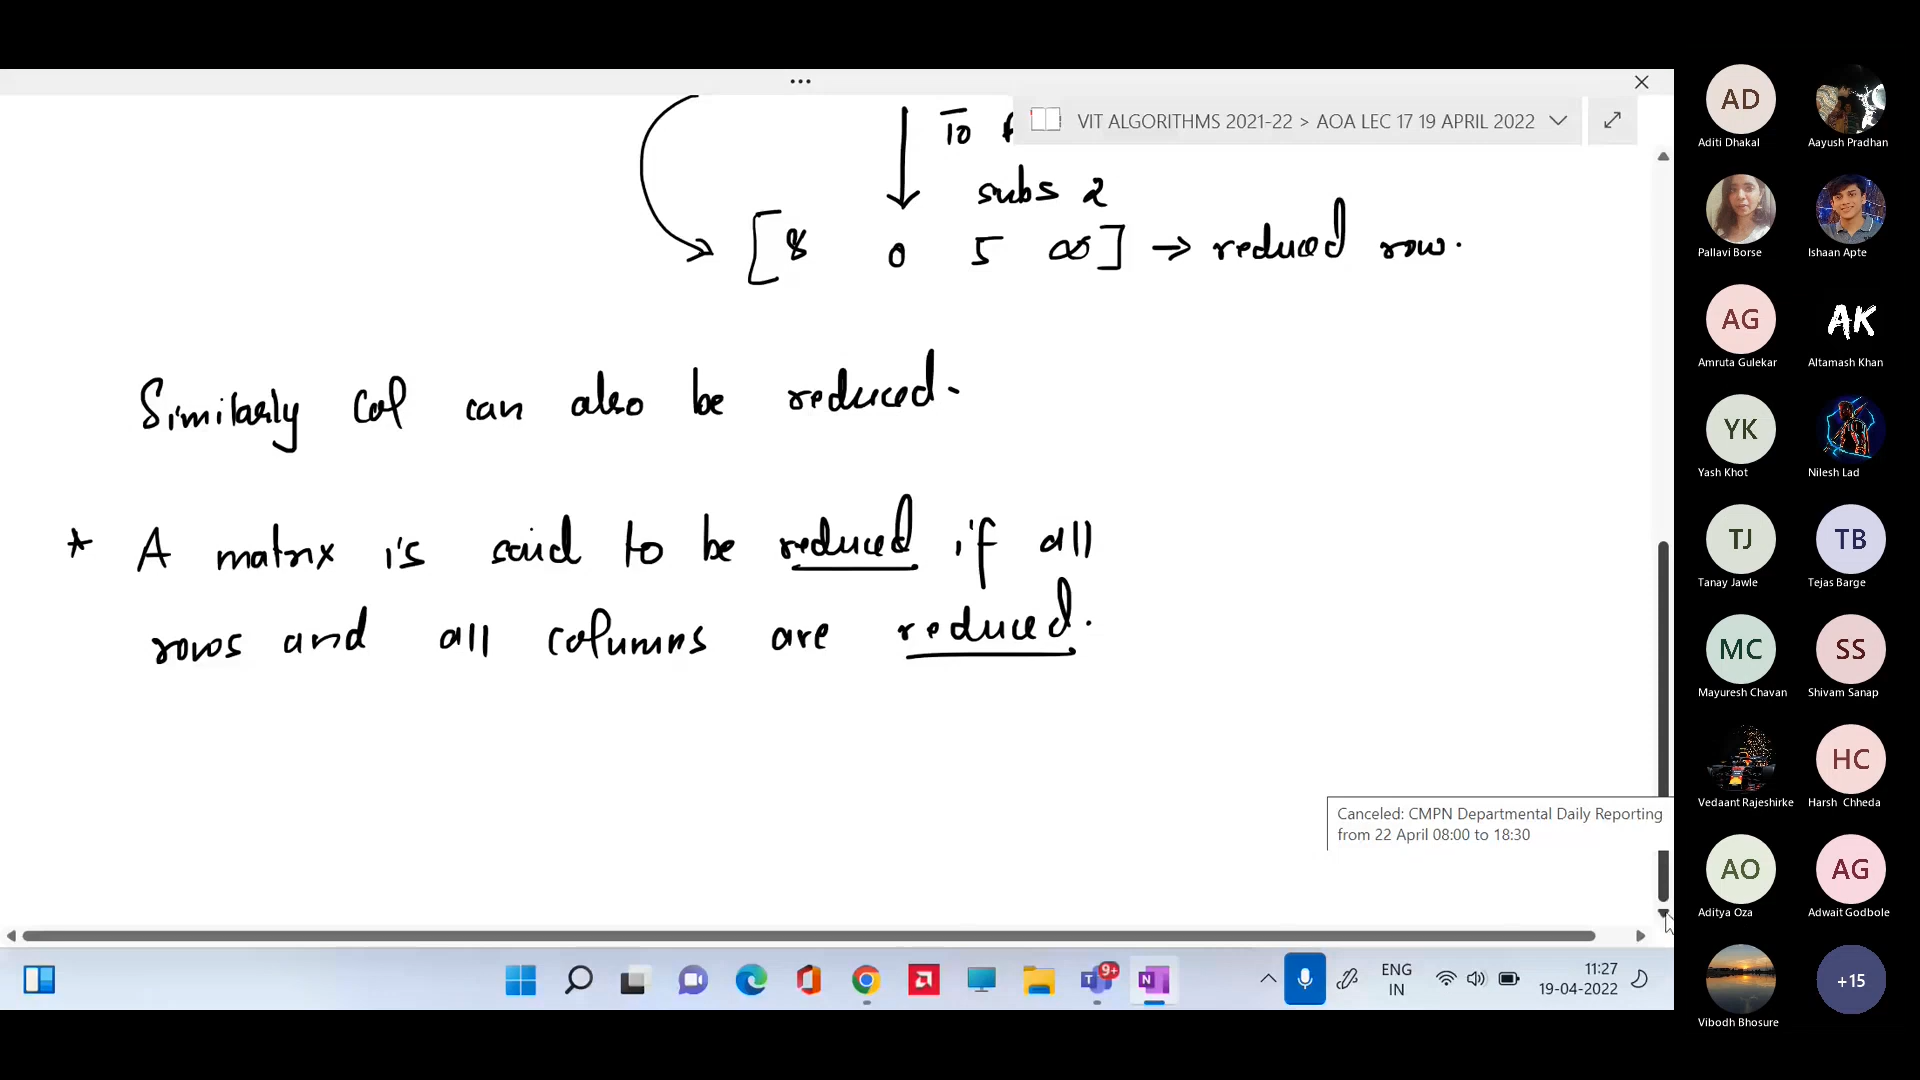 ...
VIT ALGORITHMS 2021-22 > AOA LEC 17 19 APRIL 2022
To
subs 2
[8 0 5 ∞] → reduced row.
Similarly Col can also be reduced.
* A matrix is said to be reduced if all
rows and all columns are reduced.
Canceled: CMPN Departmental Daily Reporting
from 22 April 08:00 to 18:30
9+
ENG
IN
11:27
19-04-2022
AD
Aditi Dhakal
Aayush Pradhan
Pallavi Borse
Ishaan Apte
AG
AK
Amruta Gulekar
Altamash Khan
YK
Yash Khot
Nilesh Lad
TJ
TB
Tanay Jawle
Tejas Barge
MC
SS
Mayuresh Chavan
Shivam Sanap
HC
Vedaant Rajeshirke
Harsh Chheda
AO
AG
Aditya Oza
Adwait Godbole
+15
Vibodh Bhosure